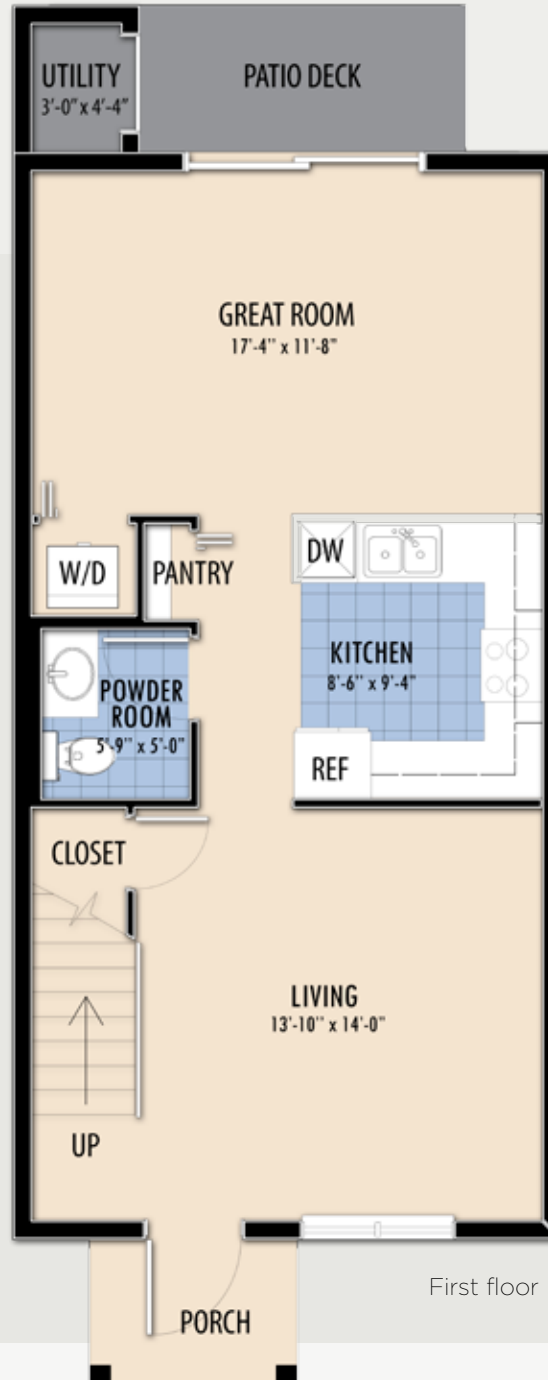 UTILITY
3'-0" x 4'-4"
PATIO DECK
GREAT ROOM
17'-4" x 11'-8"
W/D
PANTRY
DW
KITCHEN
8'-6" x 9'-4"
POWDER
ROOM
5'-9" x 5'-0"
REF
CLOSET
LIVING
13'-10" x 14'-0"
UP
First floor
PORCH